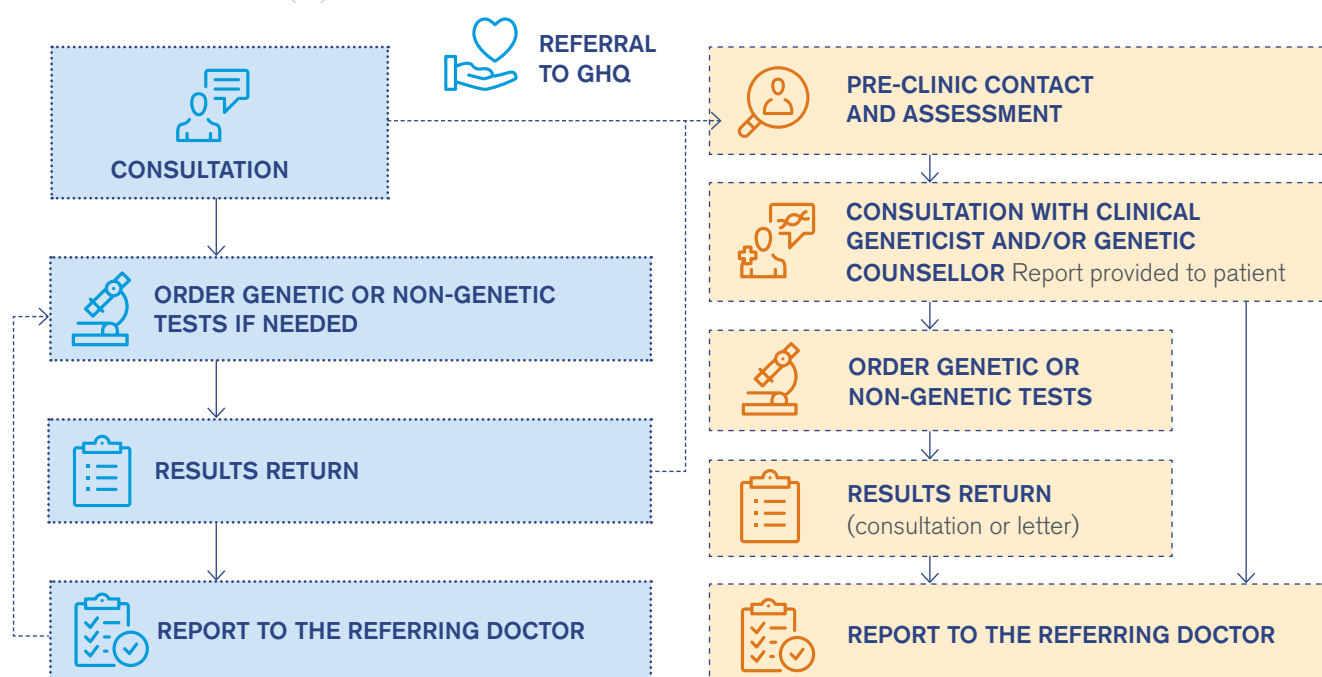 REFERRAL
TO GHQ
CONSULTATION
ORDER GENETIC OR NON-GENETIC
TESTS IF NEEDED
RESULTS RETURN
REPORT TO THE REFERRING DOCTOR
PRE-CLINIC CONTACT
AND ASSESSMENT
CONSULTATION WITH CLINICAL
GENETICIST AND/OR GENETIC
COUNSELLOR Report provided to patient
ORDER GENETIC OR
NON-GENETIC TESTS
RESULTS RETURN
(consultation or letter)
REPORT TO THE REFERRING DOCTOR